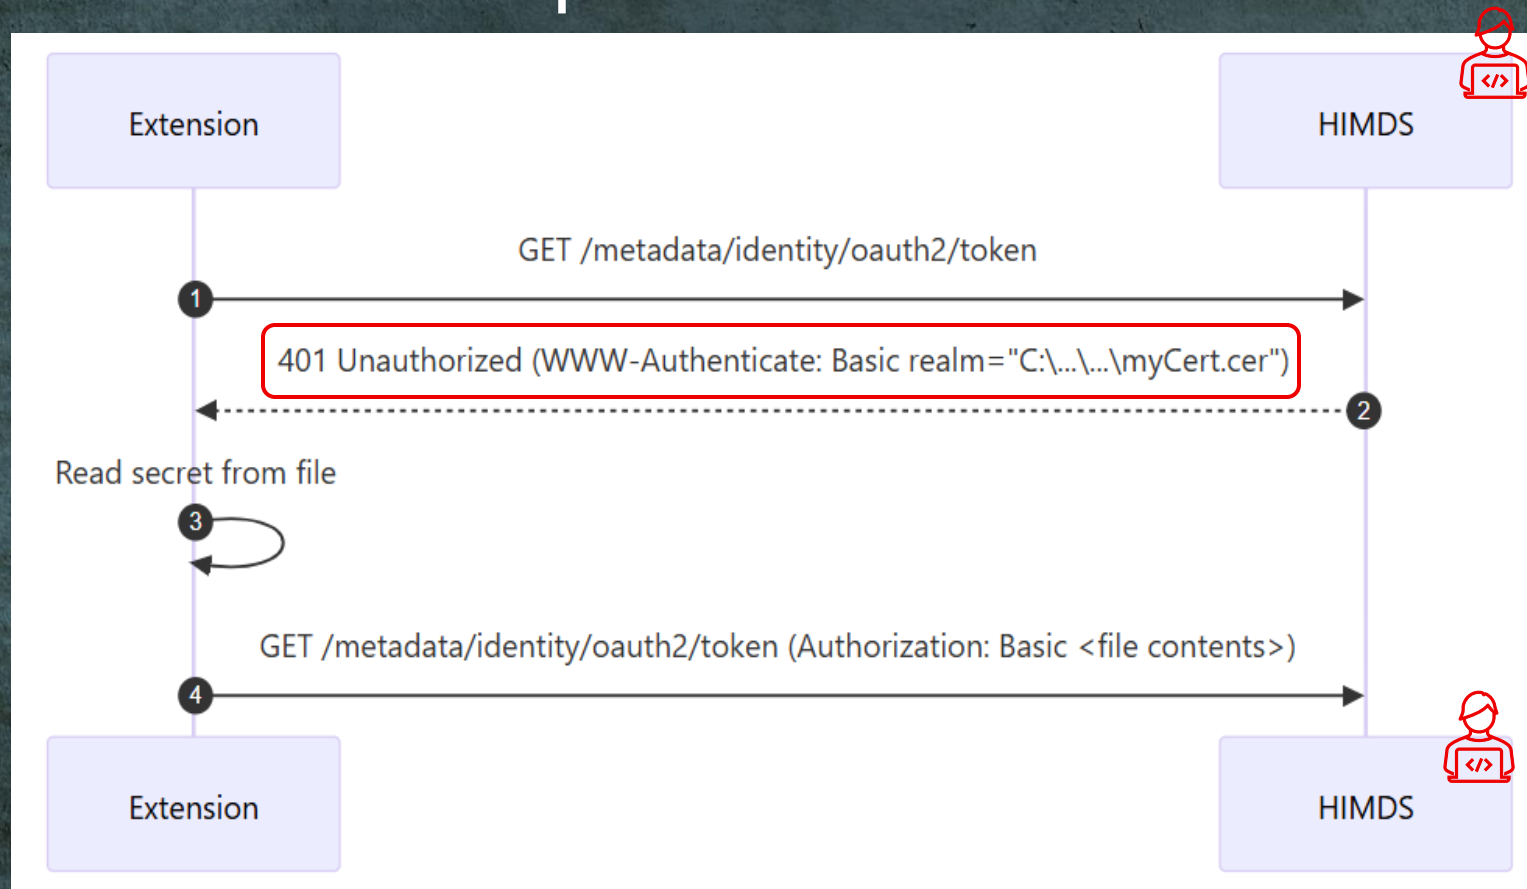 Extension
HIMDS
</>
GET /metadata/identity/oauth2/token
1
401 Unauthorized (WWW-Authenticate: Basic realm="C:\...\...\myCert.cer")
2
Read secret from file
3
GET /metadata/identity/oauth2/token (Authorization: Basic <file contents>)
4
Extension
HIMDS
</>